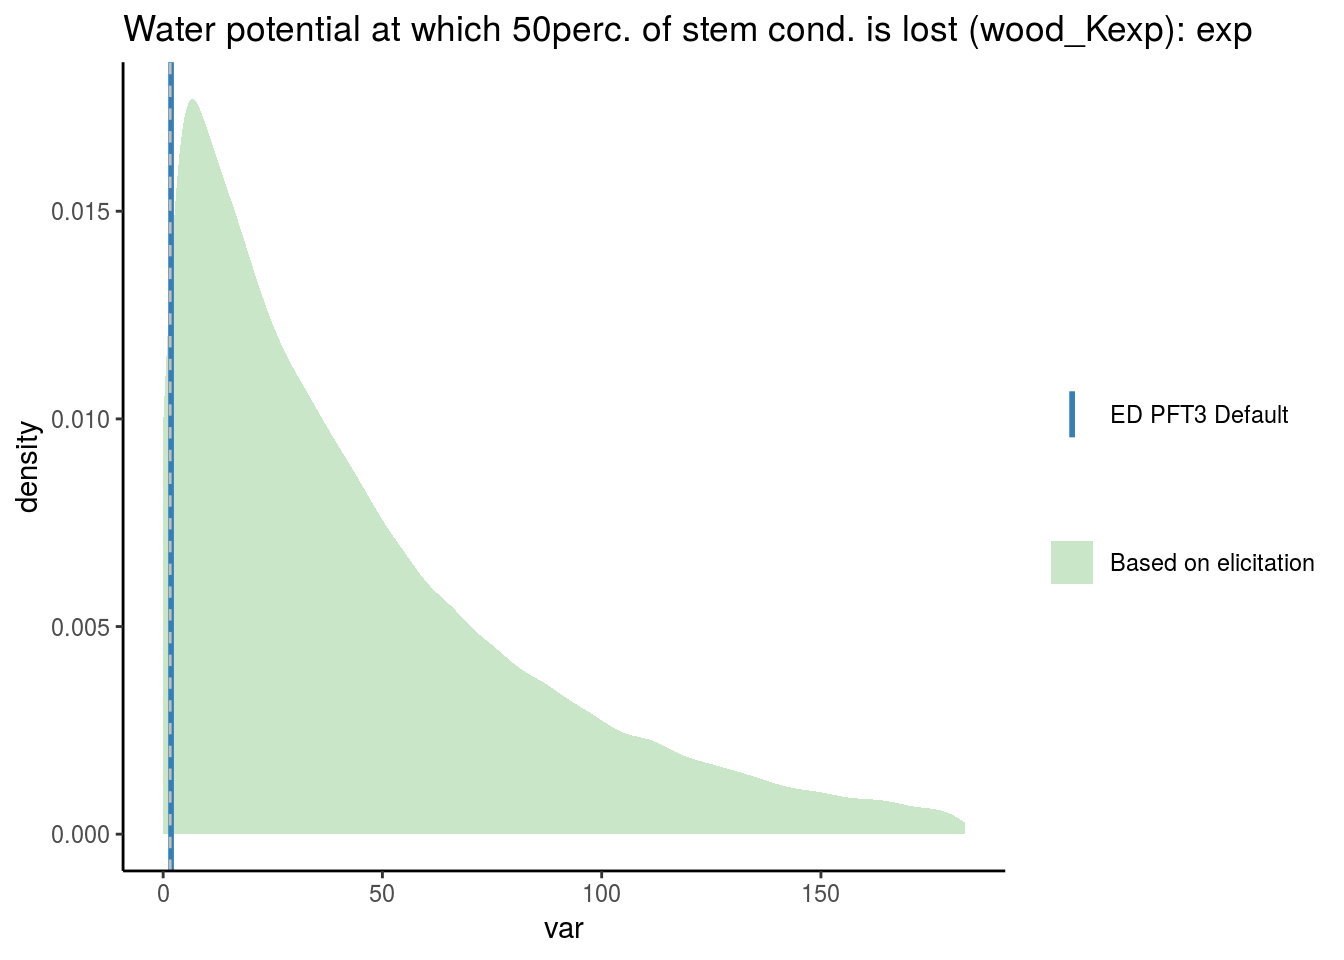 Water potential at which 50perc. of stem cond. is lost (wood_Kexp): exp
density
0.015
0.010
0.005
0.000
0 50 100 150
var
ED PFT3 Default
Based on elicitation